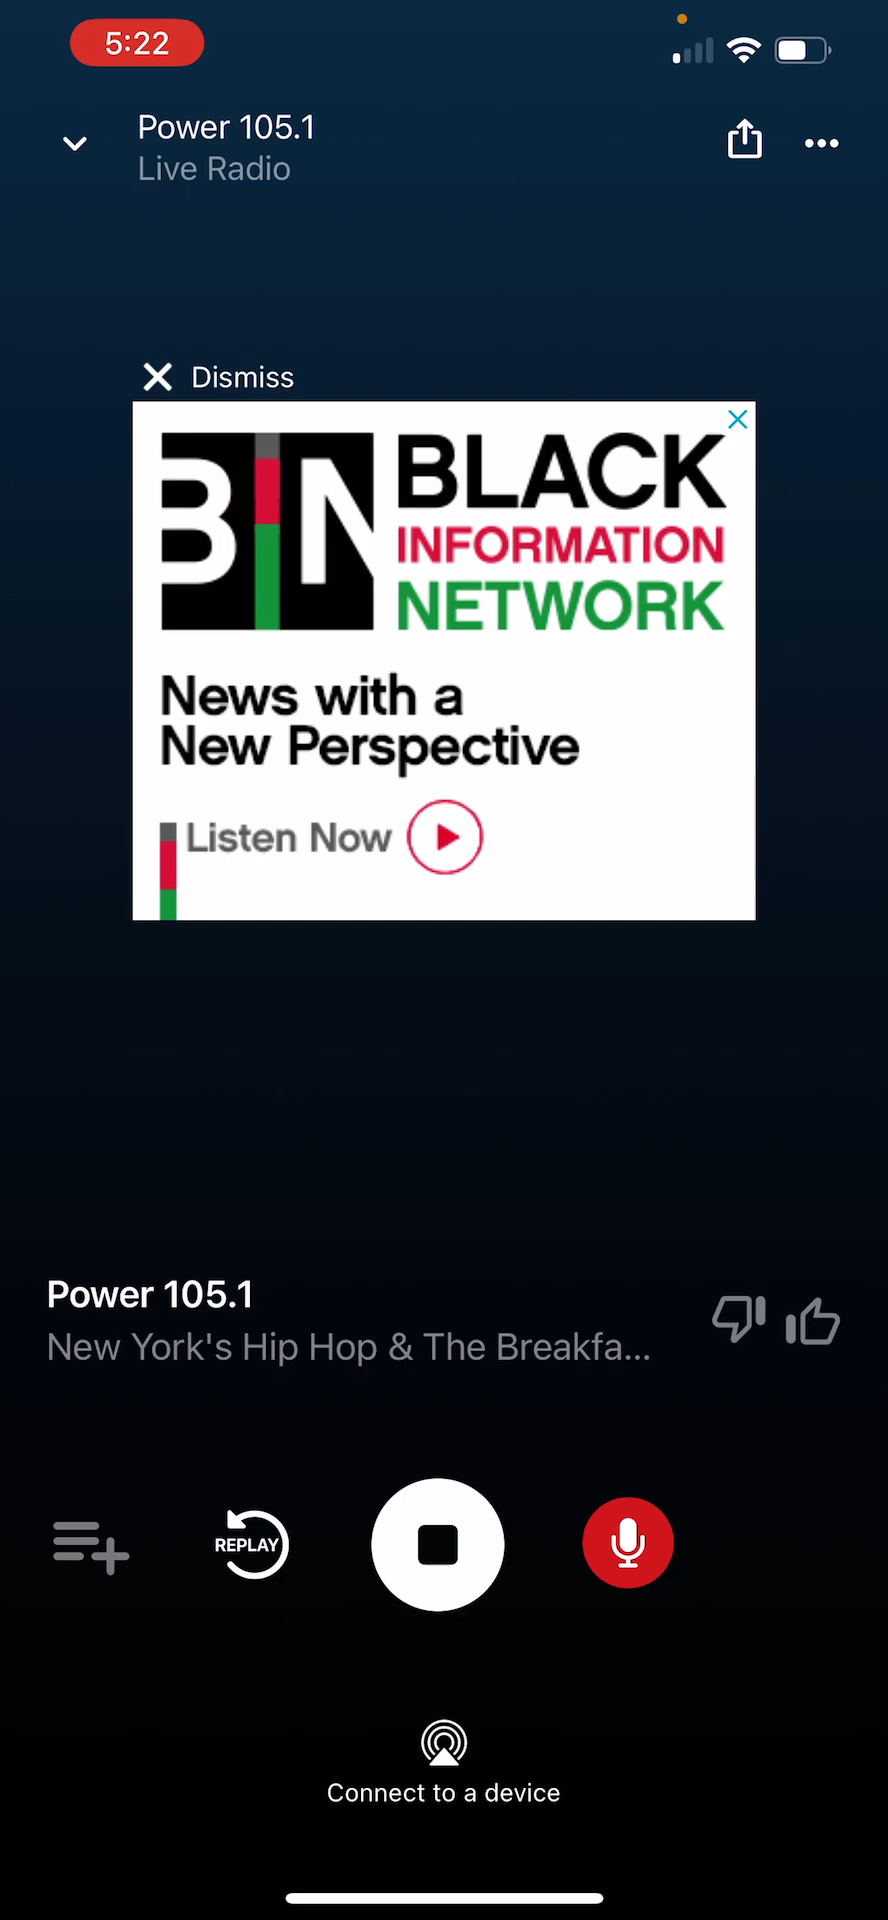 5:22
Power 105.1
Live Radio
Dismiss
BIN
BLACK
INFORMATION
NETWORK
News with a
New Perspective
Listen Now
Power 105.1
New York's Hip Hop & The Breakfa...
REPLAY
Connect to a device